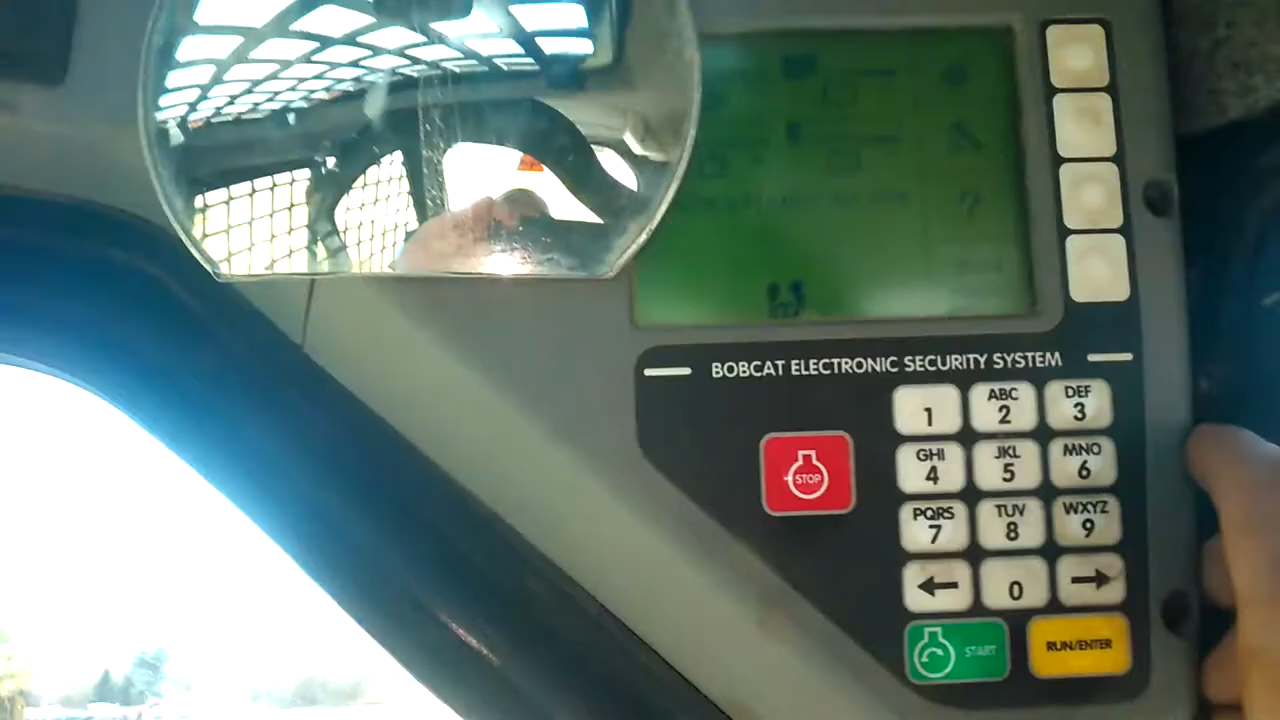 ?
BOBCAT ELECTRONIC SECURITY SYSTEM
1
ABC
2
DEF
3
STOP
GHI
4
JKL
5
MNO
6
PQRS
7
TUV
8
WXYZ
9
0
START
RUN/ENTER